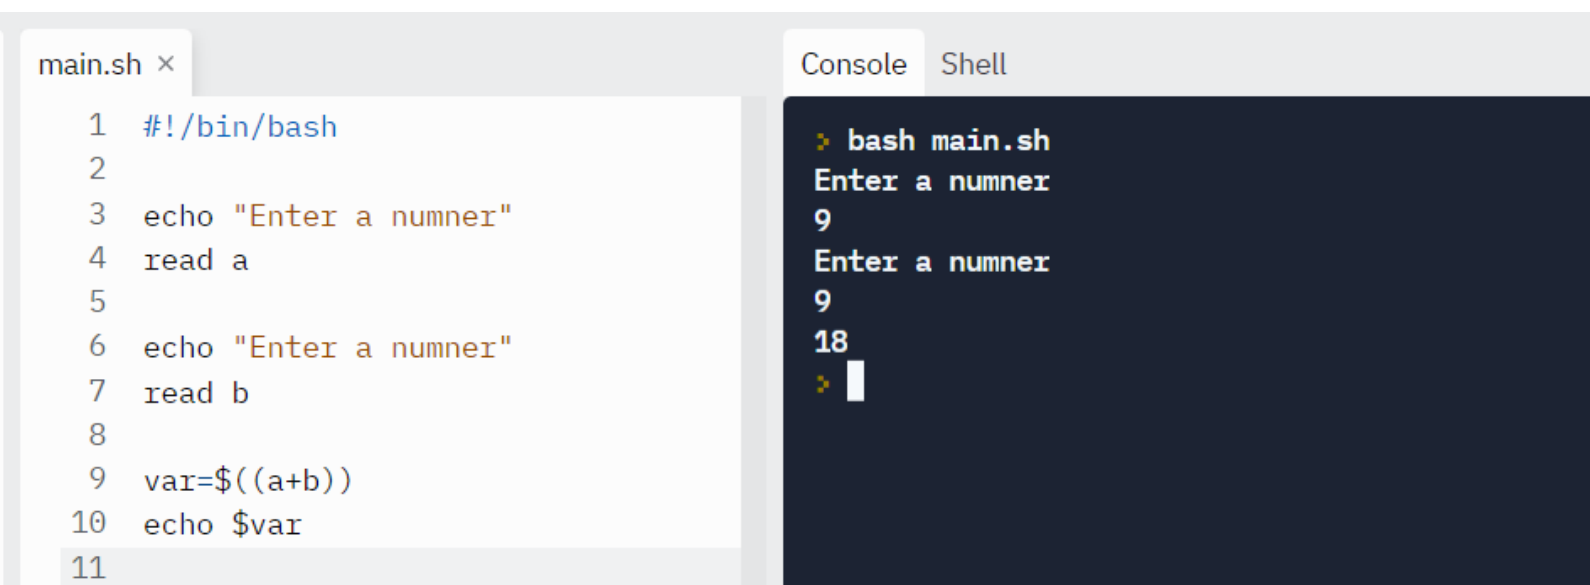 main.sh ×
1 #!/bin/bash
2
3 echo "Enter a numner"
4 read a
5
6 echo "Enter a numner"
7 read b
8
9 var=$((a+b))
10 echo $var
11
Console Shell
> bash main.sh
Enter a numner
9
Enter a numner
9
18
>